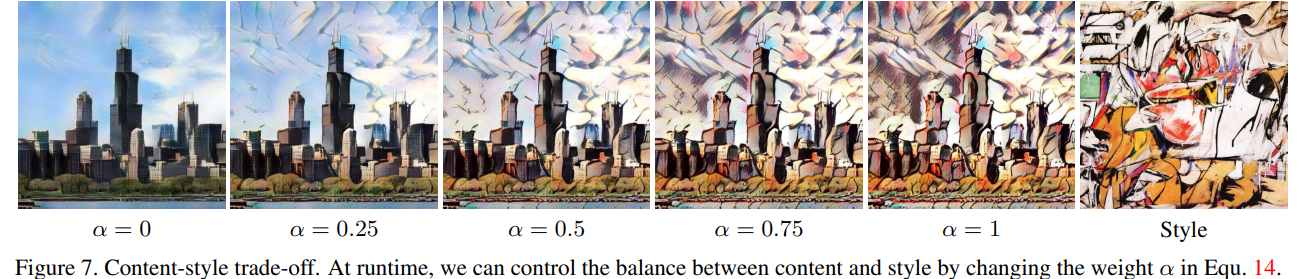 α = 0 α = 0.25 α = 0.5 α = 0.75 α = 1 Style
Figure 7. Content-style trade-off. At runtime, we can control the balance between content and style by changing the weight α in Equ. 14.